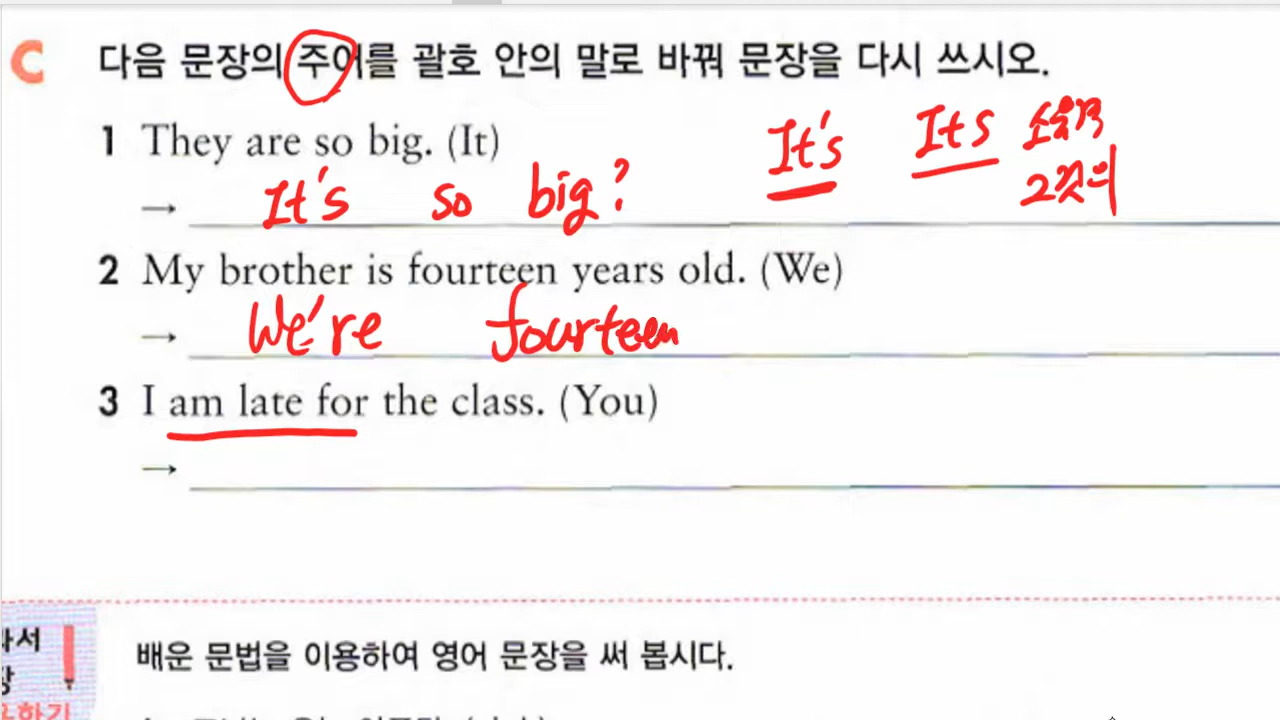 C 다음 문장의 주어를 괄호 안의 말로 바꿔 문장을 다시 쓰시오.
1 They are so big. (It)
It's Its 소유격
그것의
→ It's so big?
2 My brother is fourteen years old. (We)
→ We're fourteen
3 I am late for the class. (You)
→
배운 문법을 이용하여 영어 문장을 써 봅시다.